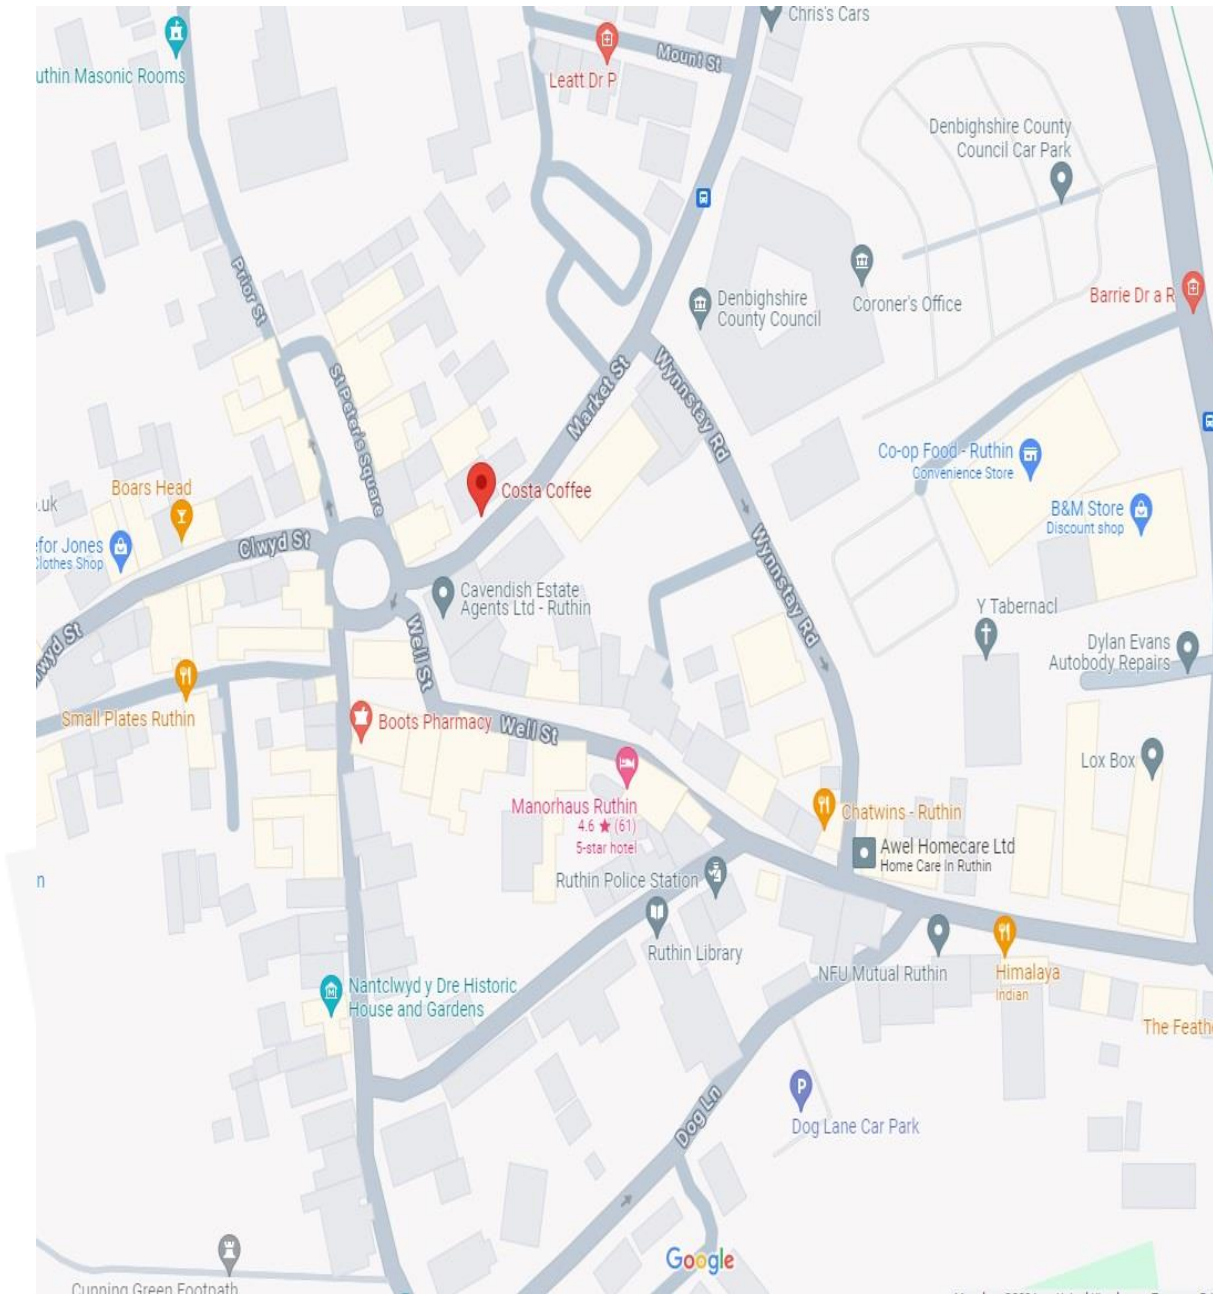 Chris's Cars
Mount St
Leatt Dr P
uthin Masonic Rooms
Denbighshire County
Council Car Park
Prior St
Denbighshire
County Council
Coroner's Office
Barrie Dr a R
St Peter's Square
Market St
Wynnstay Rd
Co-op Food - Ruthin
Convenience Store
Costa Coffee
Boars Head
o.uk
B&M Store
Discount shop
efor Jones
Clothes Shop
Clwyd St
Wynnstay Rd
Cavendish Estate
Agents Ltd - Ruthin
Y Tabernacl
Dylan Evans
Autobody Repairs
lwyd St
Well St
Small Plates Ruthin
Boots Pharmacy
Well St
Lox Box
Manorhaus Ruthin
4.6 ★ (61)
5-star hotel
Chatwins - Ruthin
Awel Homecare Ltd
Home Care In Ruthin
n
Ruthin Police Station
Ruthin Library
NFU Mutual Ruthin
Himalaya
Indian
Nantclwyd y Dre Historic
House and Gardens
The Feath
P
Dog Ln
Dog Lane Car Park
Google
Cunning Green Footpath